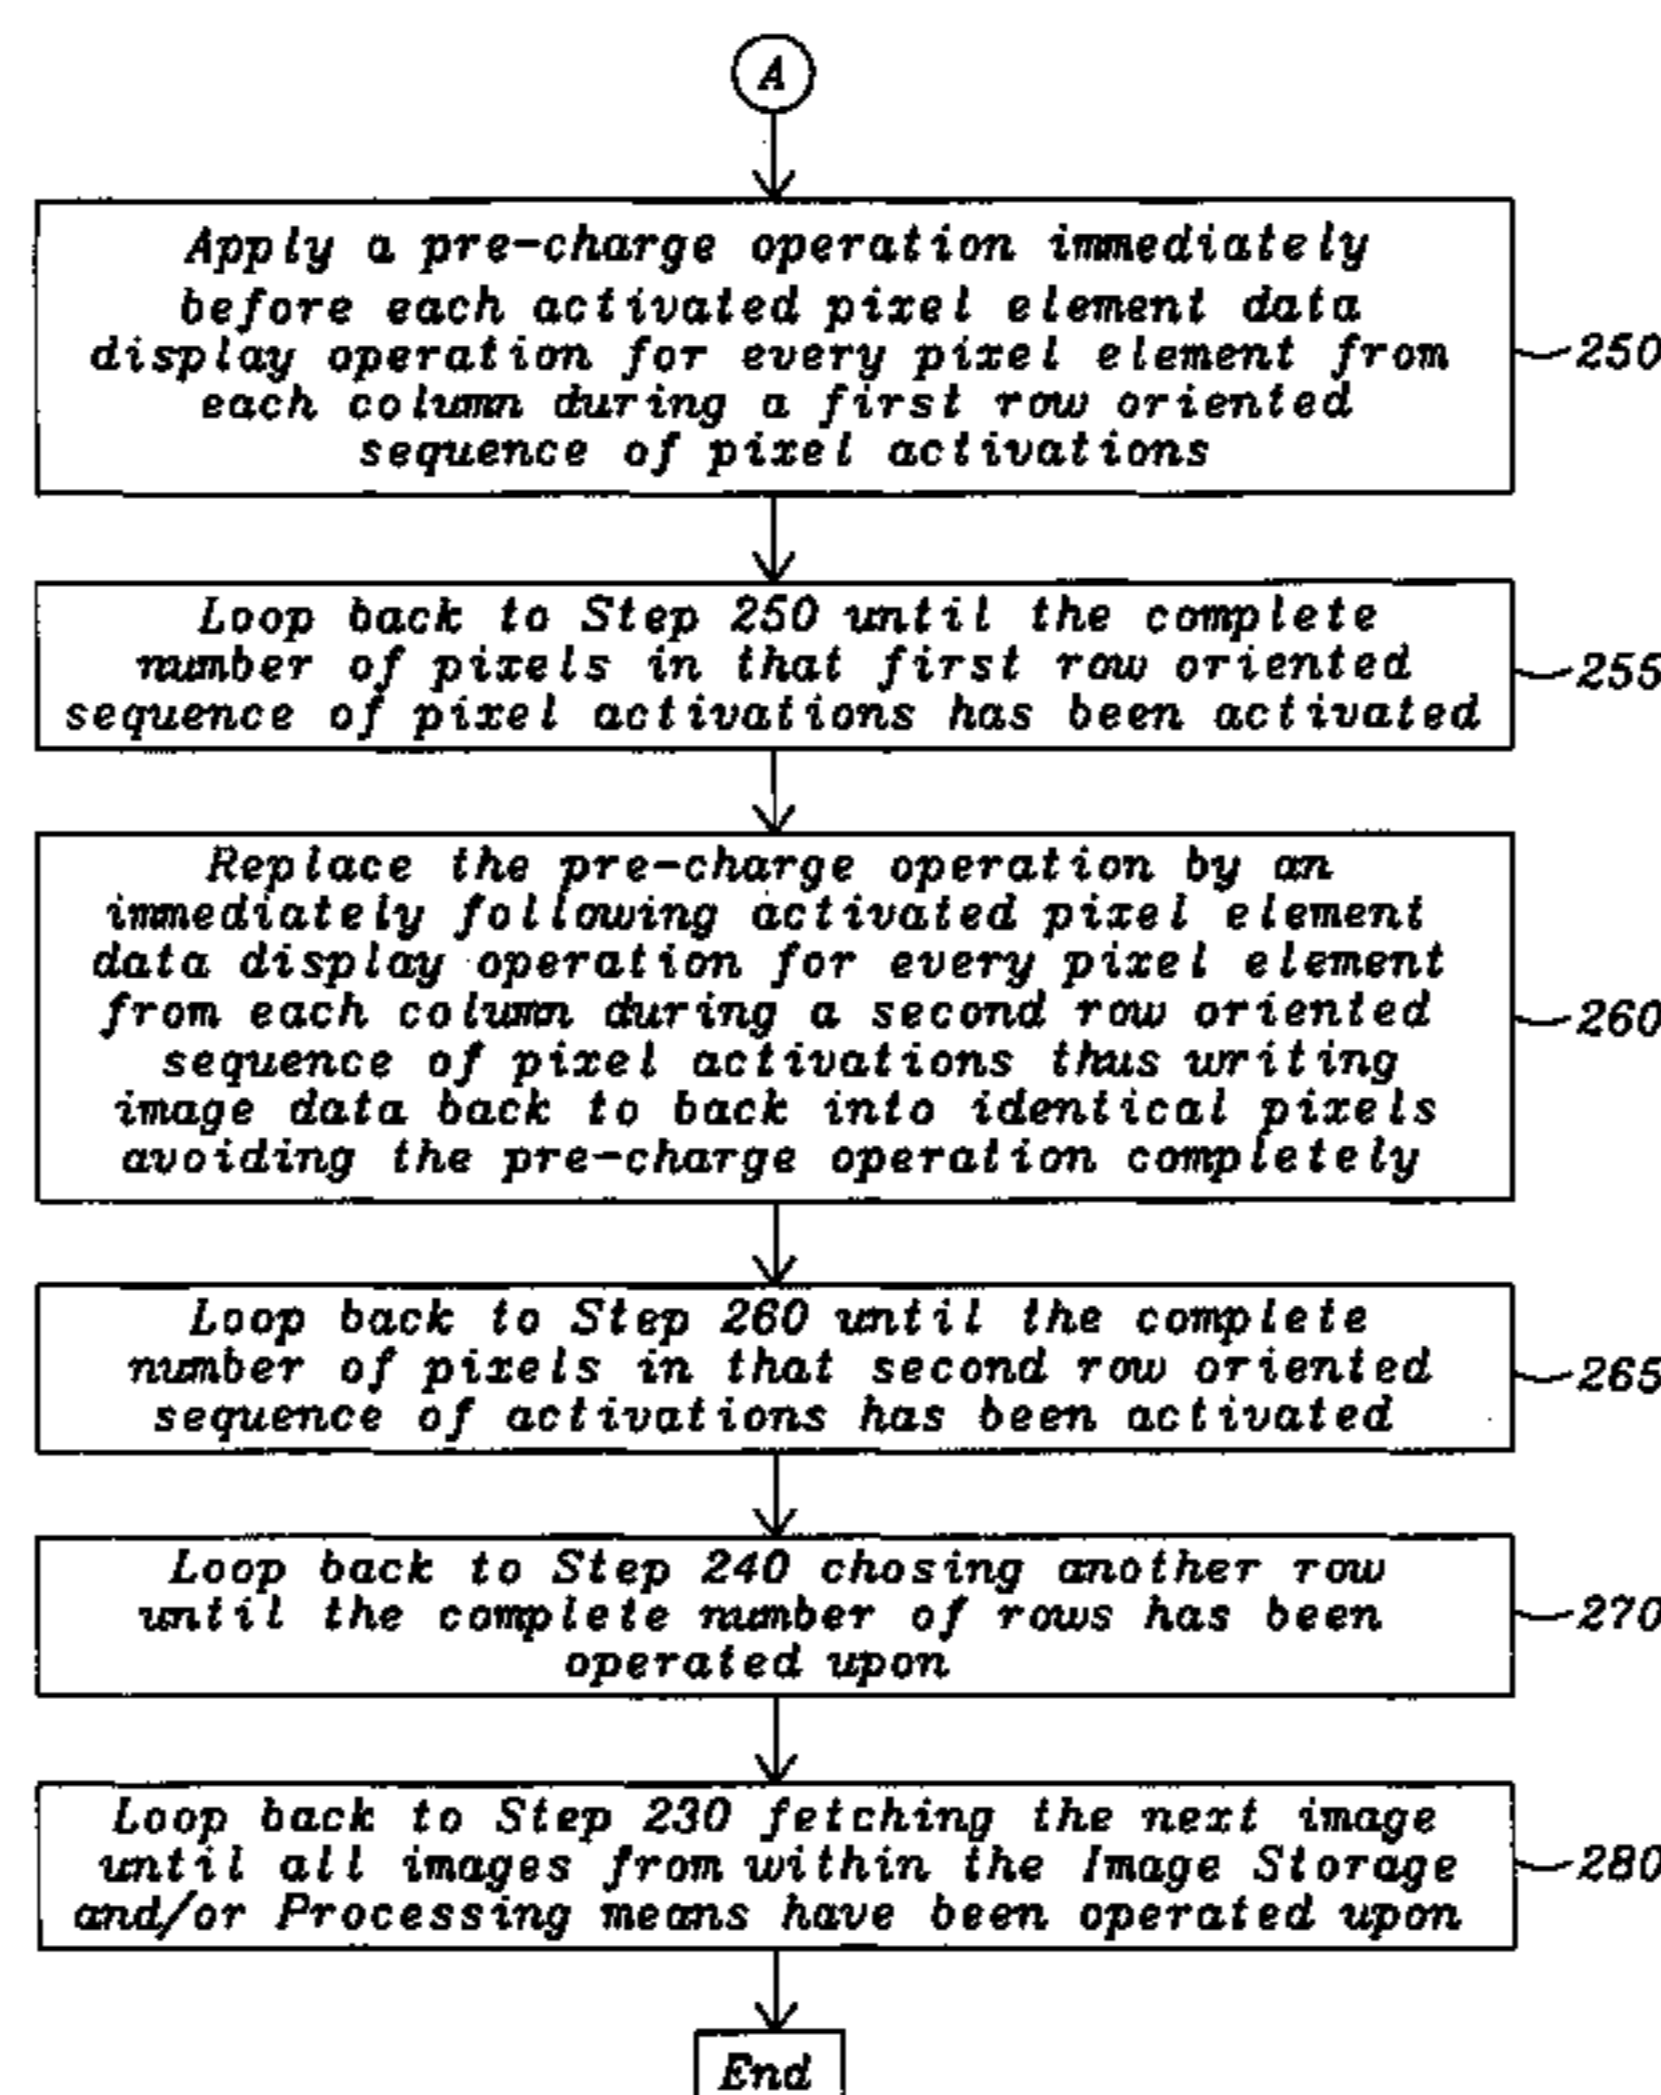 A
Apply a pre-charge operation immediately
before each activated pixel element data
display operation for every pixel element from
each column during a first row oriented
sequence of pixel activations
250
Loop back to Step 250 until the complete
number of pixels in that first row oriented
sequence of pixel activations has been activated
255
Replace the pre-charge operation by an
immediately following activated pixel element
data display operation for every pixel element
from each column during a second row oriented
sequence of pixel activations thus writing
image data back to back into identical pixels
avoiding the pre-charge operation completely
260
Loop back to Step 260 until the complete
number of pixels in that second row oriented
sequence of activations has been activated
265
Loop back to Step 240 chosing another row
until the complete number of rows has been
operated upon
270
Loop back to Step 230 fetching the next image
until all images from within the Image Storage
and/or Processing means have been operated upon
280
End